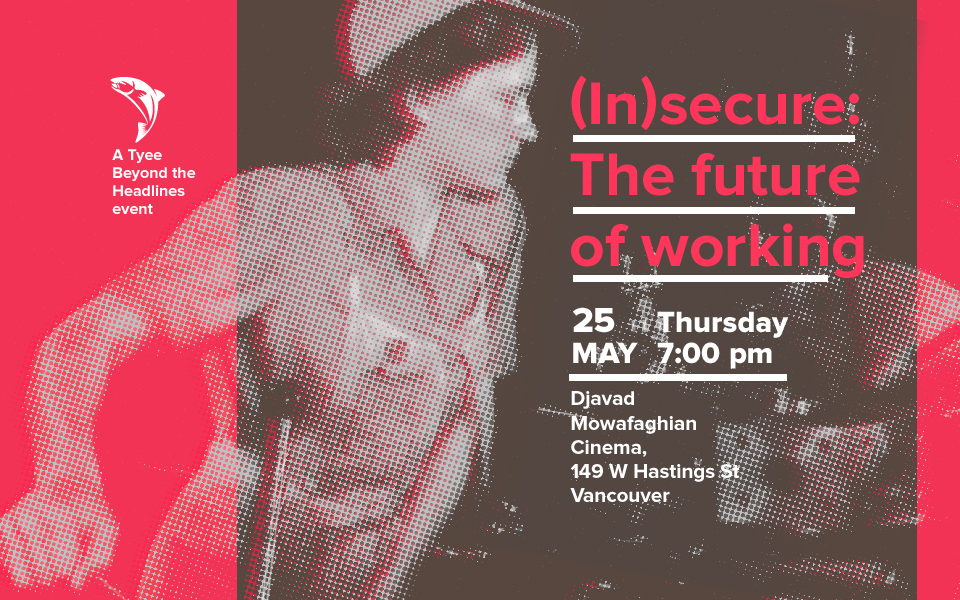 A Tyee
Beyond the
Headlines
event
(In)secure:
The future
of working
25 Thursday
MAY 7:00 pm
Djavad
Mowafaghian
Cinema,
149 W Hastings St
Vancouver